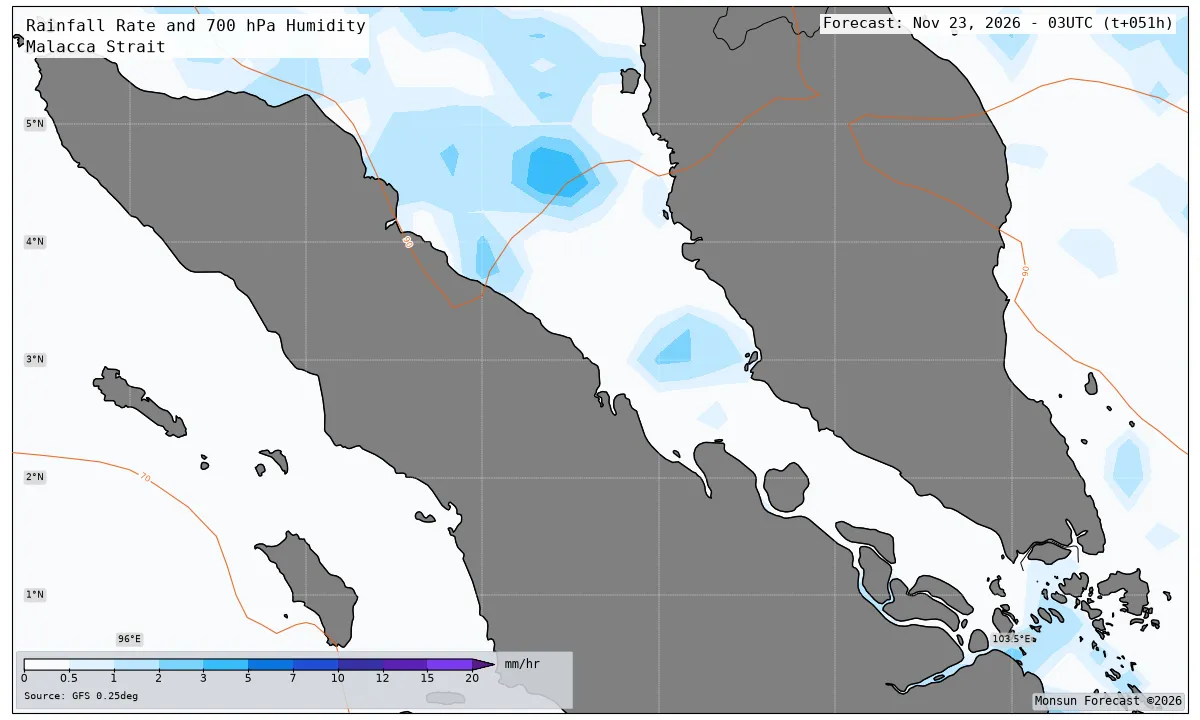 Rainfall Rate and 700 hPa Humidity
Malacca Strait
Forecast: Nov 23, 2026 - 03UTC (t+051h)
5°N
4°N
90
90
3°N
2°N
70
1°N
96°E
103.5°E
mm/hr
0 0.5 1 2 3 5 7 10 12 15 20
Source: GFS 0.25deg
Monsun Forecast ©2026